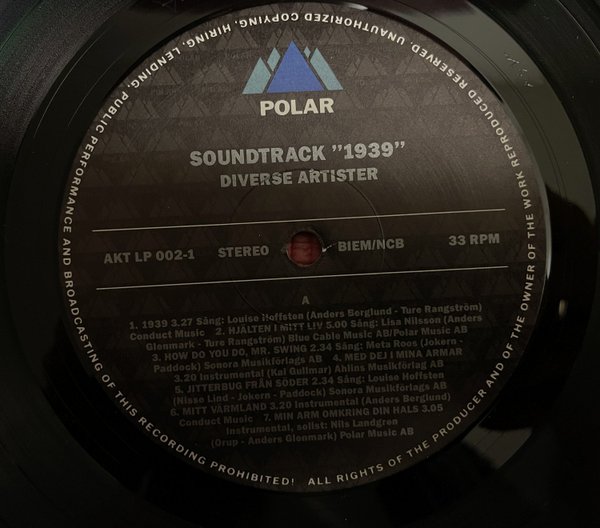 POLAR
SOUNDTRACK "1939"
DIVERSE ARTISTER
AKT LP 002-1 STEREO BIEM/NCB 33 RPM
A
1. 1939 3.27 Sång: Louise Hoffsten (Anders Berglund - Ture Rangström)
Conduct Music 2. HJÄLTEN I MITT LIV 5.00 Sång: Lisa Nilsson (Anders
Glenmark - Ture Rangström) Blue Cable Music AB/Polar Music AB
3. HOW DO YOU DO, MR. SWING 2.34 Sång: Meta Roos (Jokern -
Paddock) Sonora Musikförlags AB 4. MED DEJ I MINA ARMAR
3.20 Instrumental (Kai Gullmar) Ahlins Musikförlag AB
5. JITTERBUG FRÅN SÖDER 2.34 Sång: Louise Hoffsten
(Nisse Lind - Jokern - Paddock) Sonora Musikförlags AB
6. MITT VÄRMLAND 3.20 Instrumental (Anders Berglund)
Conduct Music 7. MIN ARM OMKRING DIN HALS 3.05
Instrumental, solist: Nils Landgren
(Orup - Anders Glenmark) Polar Music AB
ALL RIGHTS OF THE PRODUCER AND OF THE OWNER OF THE WORK REPRODUCED RESERVED. UNAUTHORIZED COPYING, HIRING, LENDING, PUBLIC PERFORMANCE AND BROADCASTING OF THIS RECORDING PROHIBITED!